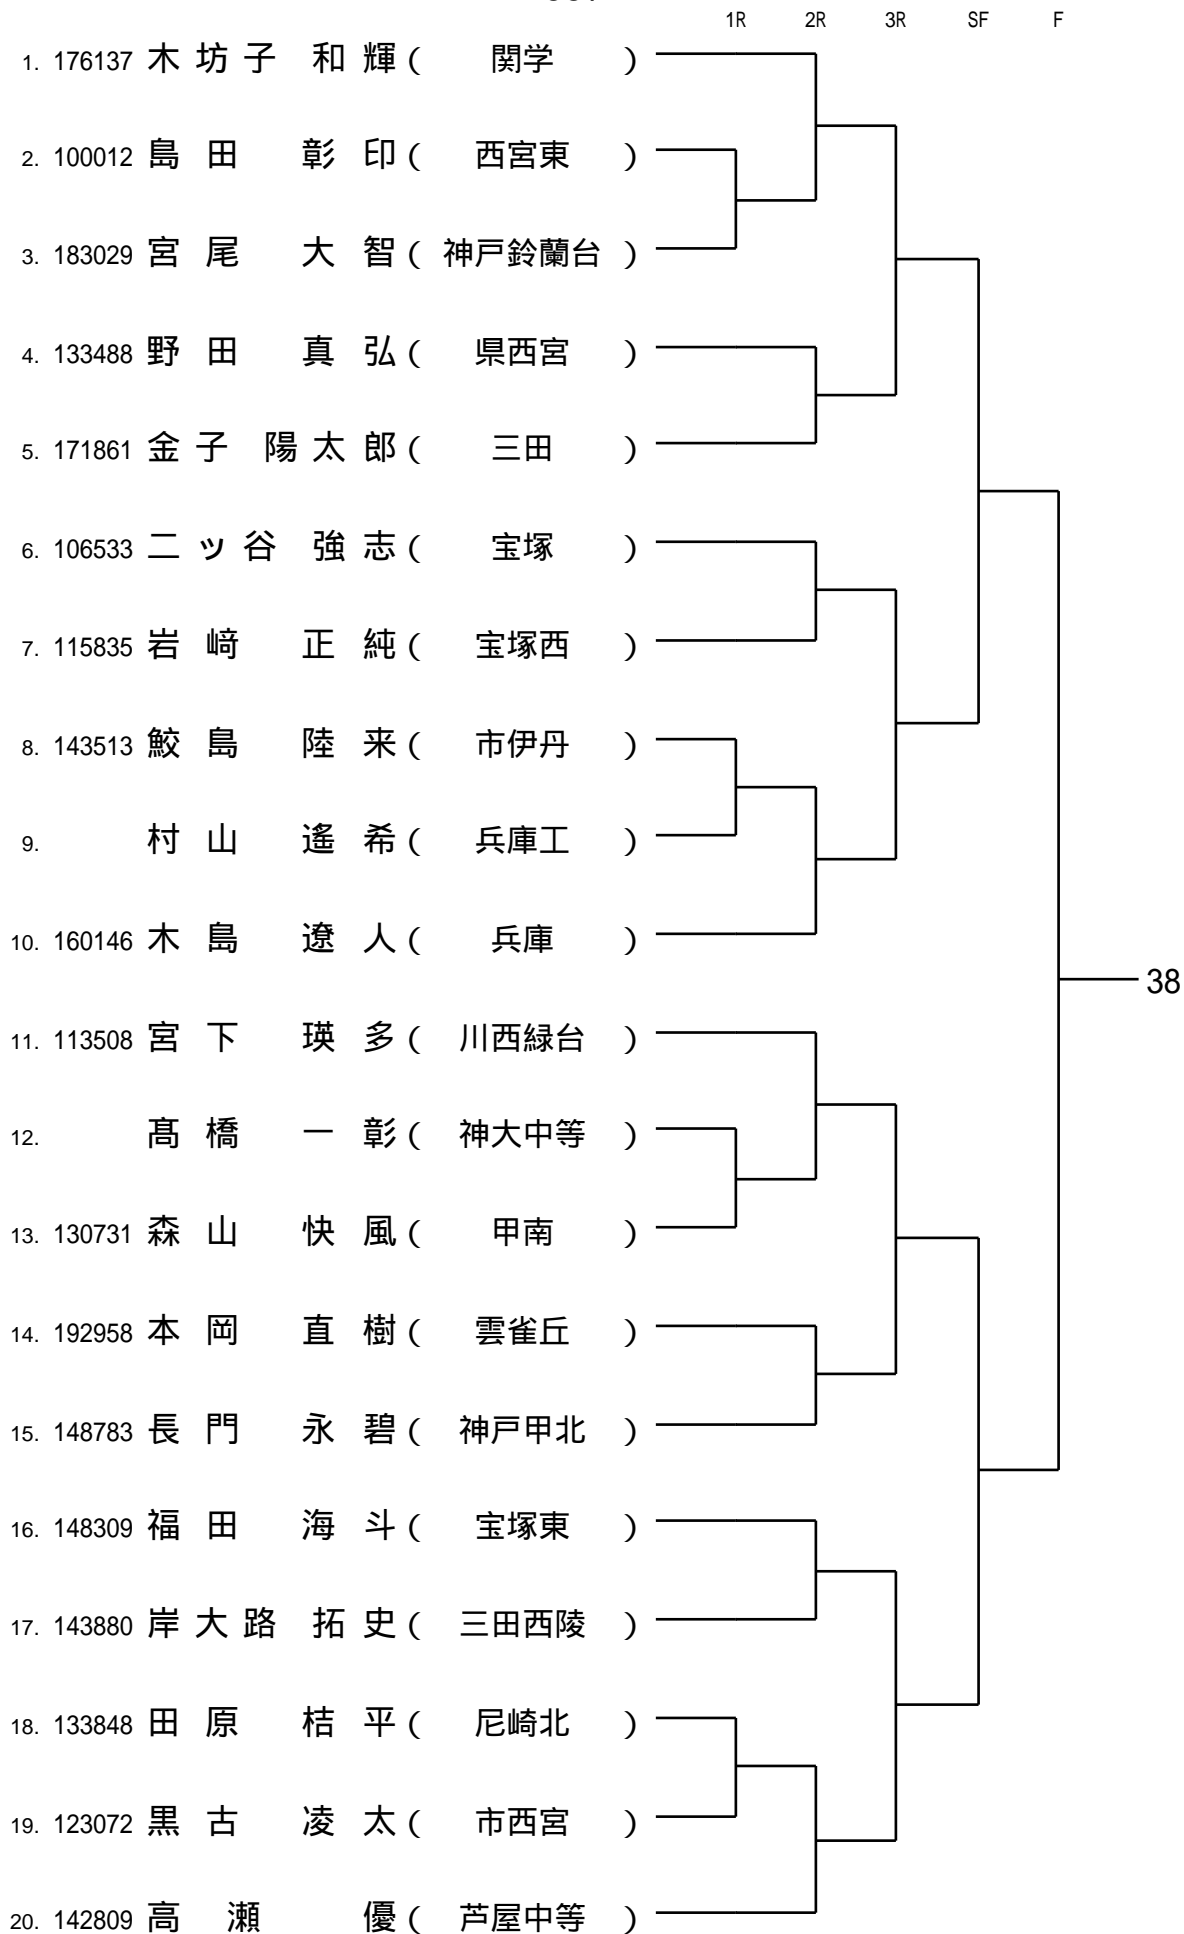 1R 2R 3R SF F
1. 176137 木坊子 和輝 ( 関学 )
2. 100012 島田 彰印 ( 西宮東 )
3. 183029 宮尾 大智 ( 神戸鈴蘭台 )
4. 133488 野田 真弘 ( 県西宮 )
5. 171861 金子 陽太郎 ( 三田 )
6. 106533 二ッ谷 強志 ( 宝塚 )
7. 115835 岩﨑 正純 ( 宝塚西 )
8. 143513 鮫島 陸来 ( 市伊丹 )
9. 村山 遙希 ( 兵庫工 )
10. 160146 木島 遼人 ( 兵庫 )
38
11. 113508 宮下 瑛多 ( 川西緑台 )
12. 髙橋 一彰 ( 神大中等 )
13. 130731 森山 快風 ( 甲南 )
14. 192958 本岡 直樹 ( 雲雀丘 )
15. 148783 長門 永碧 ( 神戸甲北 )
16. 148309 福田 海斗 ( 宝塚東 )
17. 143880 岸大路 拓史 ( 三田西陵 )
18. 133848 田原 桔平 ( 尼崎北 )
19. 123072 黒古 凌太 ( 市西宮 )
20. 142809 高瀬 優 ( 芦屋中等 )